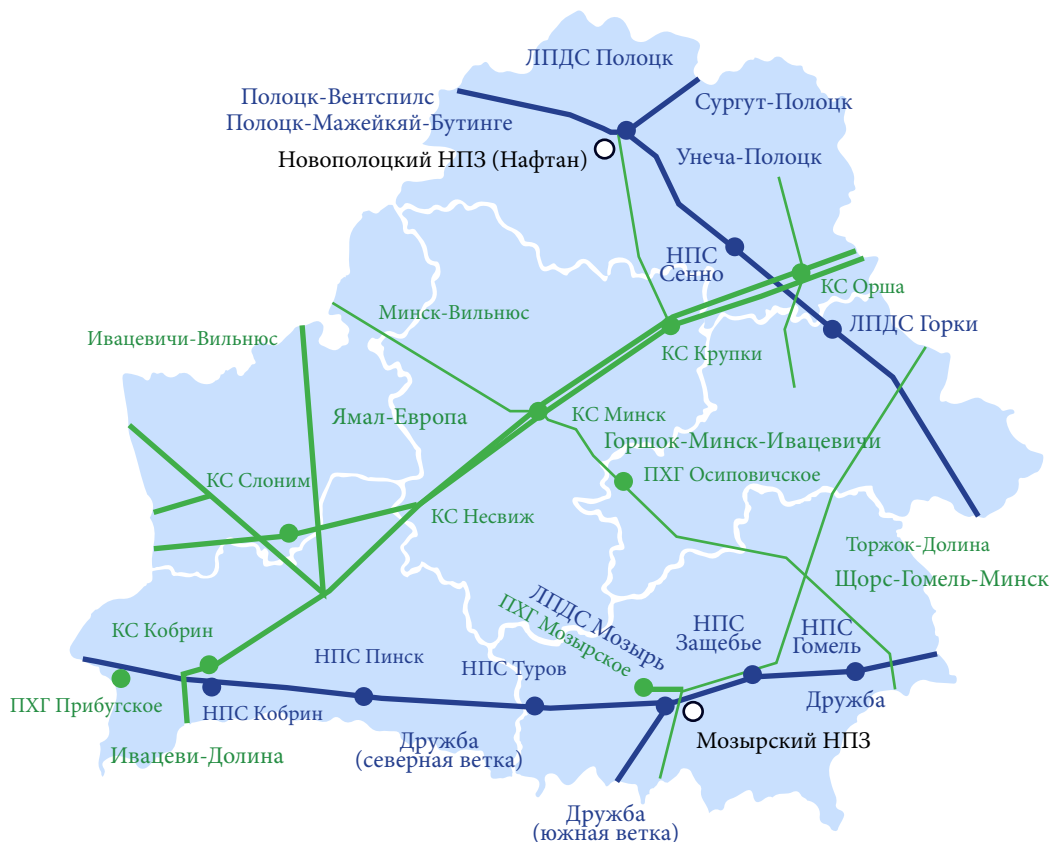 ЛПДС Полоцк
Полоцк-Вентспилс
Полоцк-Мажейкяй-Бутинге
Сургут-Полоцк
Новополоцкий НПЗ (Нафтан)
Унеча-Полоцк
НПС
Сенно
КС Орша
Минск-Вильнюс
ЛПДС Горки
Ивацевичи-Вильнюс
КС Крупки
Ямал-Европа
КС Минск
Горшок-Минск-Ивацевичи
КС Слоним
ПХГ Осиповичское
КС Несвиж
Торжок-Долина
Щорс-Гомель-Минск
ЛПДС Мозырь
ПХГ Мозырское
НПС
Защебье
НПС
Гомель
КС Кобрин
НПС Пинск
НПС Туров
ПХГ Прибугское
НПС Кобрин
Дружба
Ивацеви-Долина
Дружба
(северная ветка)
Мозырский НПЗ
Дружба
(южная ветка)